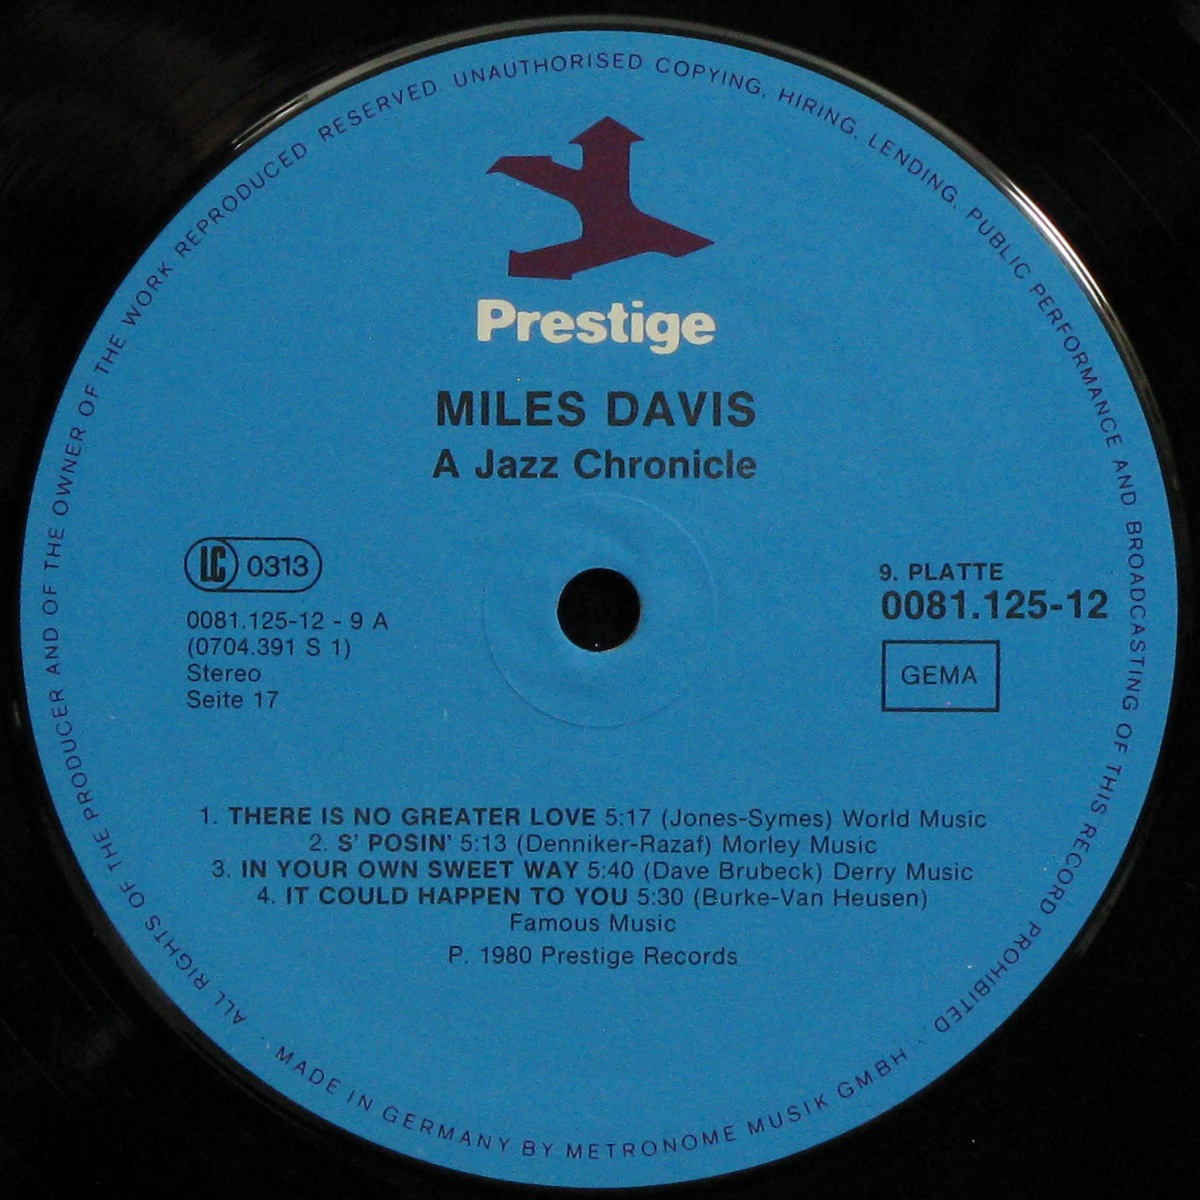 ALL RIGHTS OF THE PRODUCER AND OF THE OWNER OF THE WORK REPRODUCED RESERVED. UNAUTHORISED COPYING, HIRING, LENDING, PUBLIC PERFORMANCE AND BROADCASTING OF THIS RECORD PROHIBITED
Prestige
MILES DAVIS
A Jazz Chronicle
LC 0313
0081.125-12 - 9 A
(0704.391 S 1)
Stereo
Seite 17
9. PLATTE
0081.125-12
GEMA
1. THERE IS NO GREATER LOVE 5:17 (Jones-Symes) World Music
2. S' POSIN' 5:13 (Denniker-Razaf) Morley Music
3. IN YOUR OWN SWEET WAY 5:40 (Dave Brubeck) Derry Music
4. IT COULD HAPPEN TO YOU 5:30 (Burke-Van Heusen)
Famous Music
P. 1980 Prestige Records
· MADE IN GERMANY BY METRONOME MUSIK GMBH ·